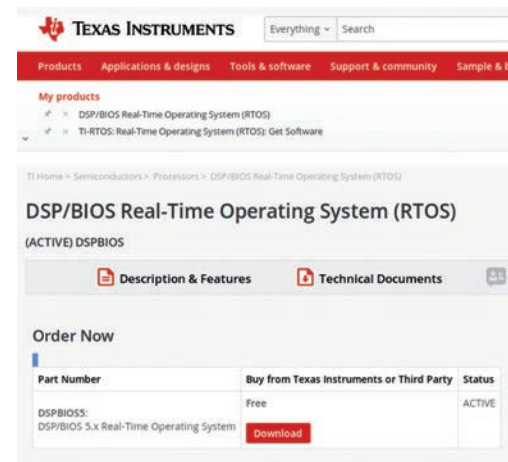 TEXAS INSTRUMENTS
Everything
Search
Products Applications & designs Tools & software Support & community Sample &
My products
DSP/BIOS Real-Time Operating System (RTOS)
TI-RTOS: Real-Time Operating System (RTOS): Get Software
TI Home > Semiconductors > Processors > DSP/BIOS Real-Time Operating System (RTOS)
DSP/BIOS Real-Time Operating System (RTOS)
(ACTIVE) DSPBIOS
Description & Features Technical Documents
Order Now
Part Number Buy from Texas Instruments or Third Party Status
DSPBIOS5:
DSP/BIOS 5.x Real-Time Operating System
Free
Download
ACTIVE